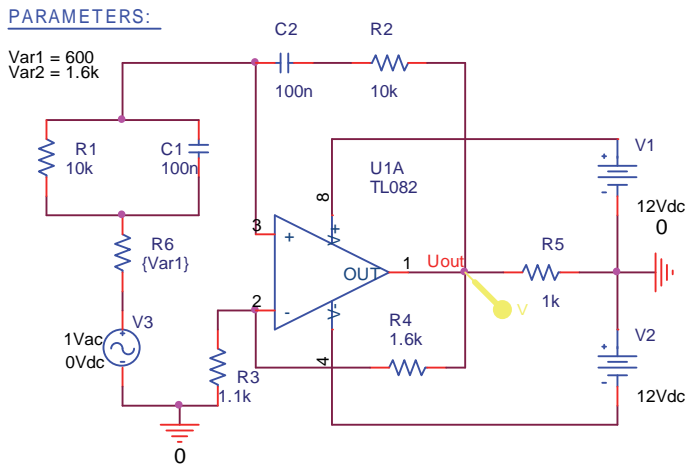 PARAMETERS:
Var1 = 600
Var2 = 1.6k
C2
100n
R2
10k
R1
10k
C1
100n
R6
{Var1}
V3
1Vac
0Vdc
0
R3
1.1k
3
+
2
-
8
V+
U1A
TL082
OUT
1
V-
4
Uout
V
R4
1.6k
R5
1k
V1
+
-
12Vdc
0
V2
+
-
12Vdc
+
-